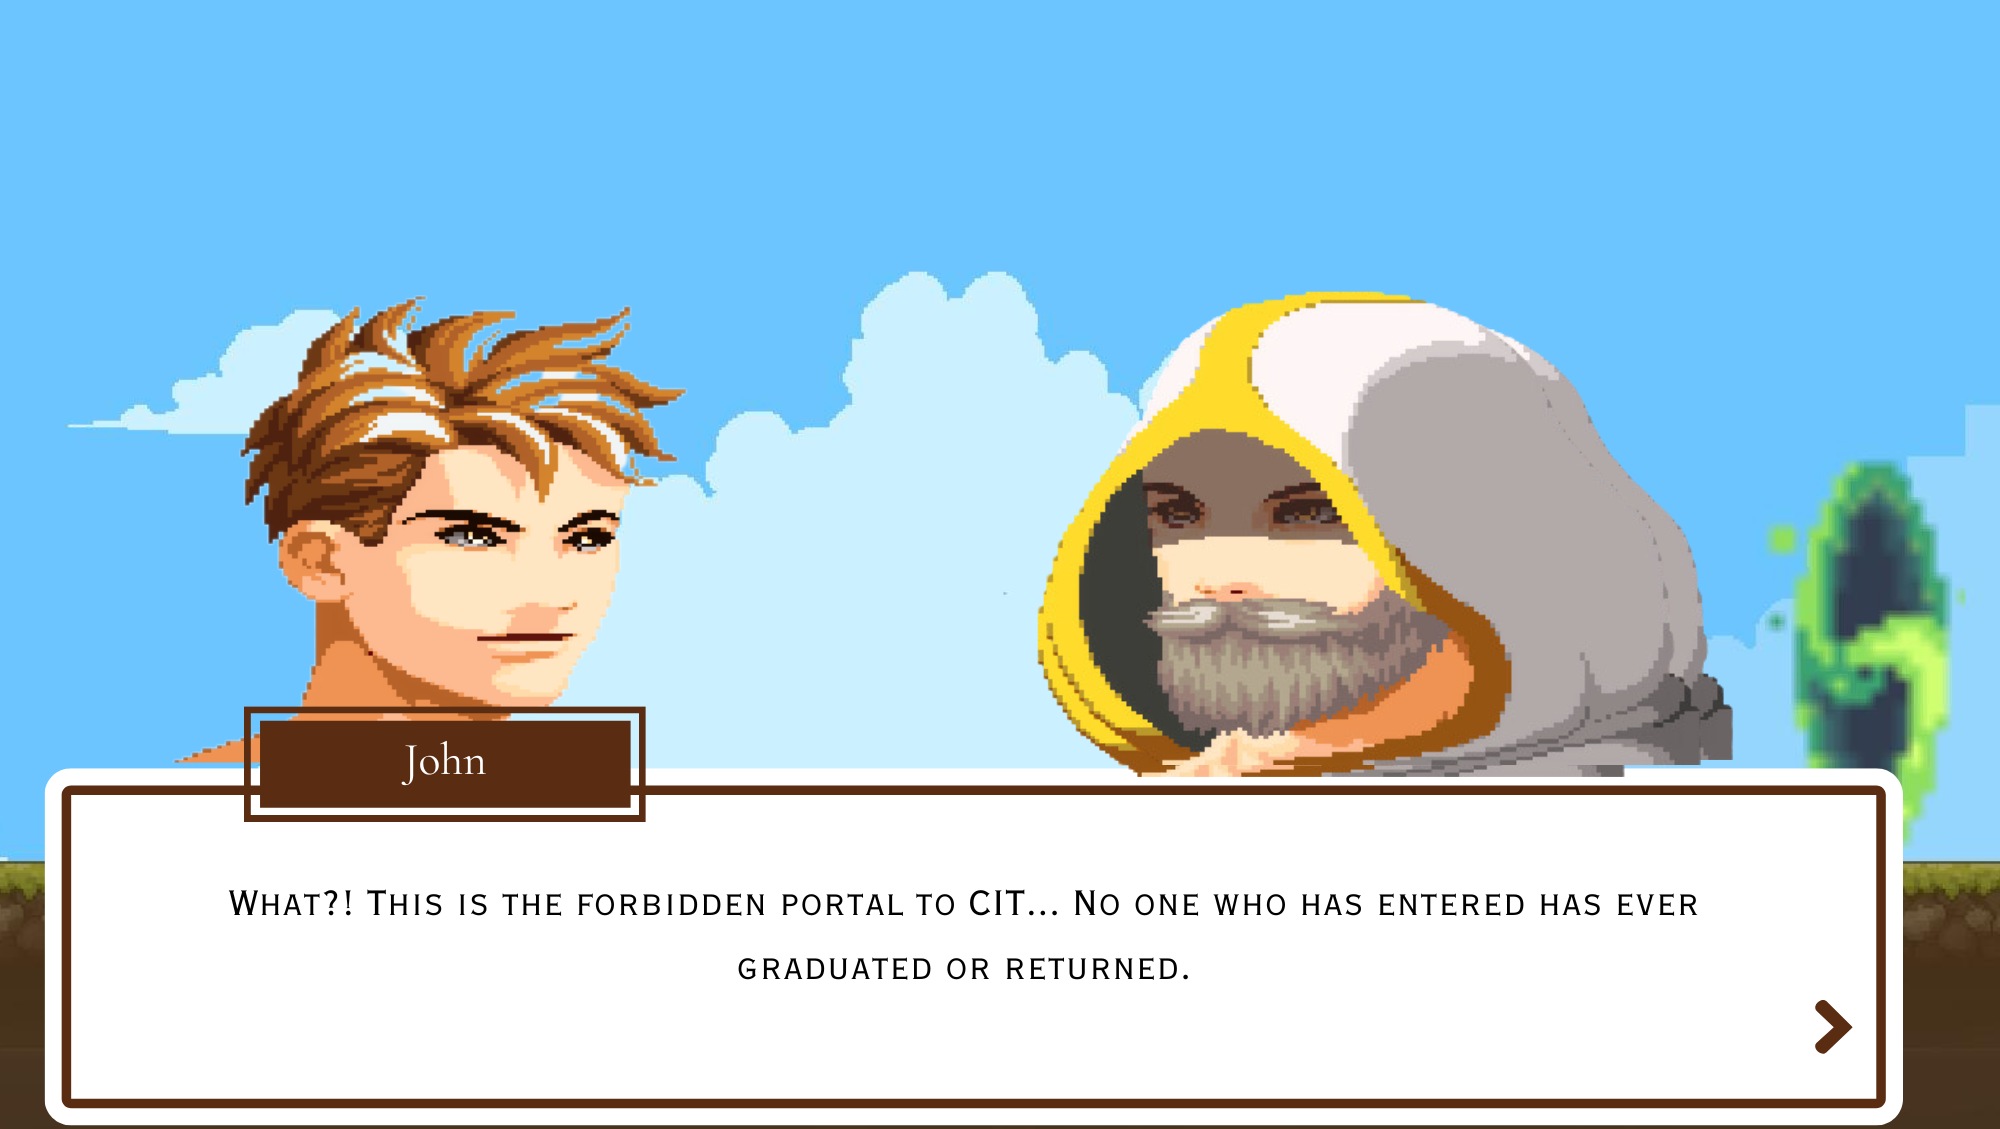 John
What?! This is the forbidden portal to CIT... No one who has entered has ever
graduated or returned.